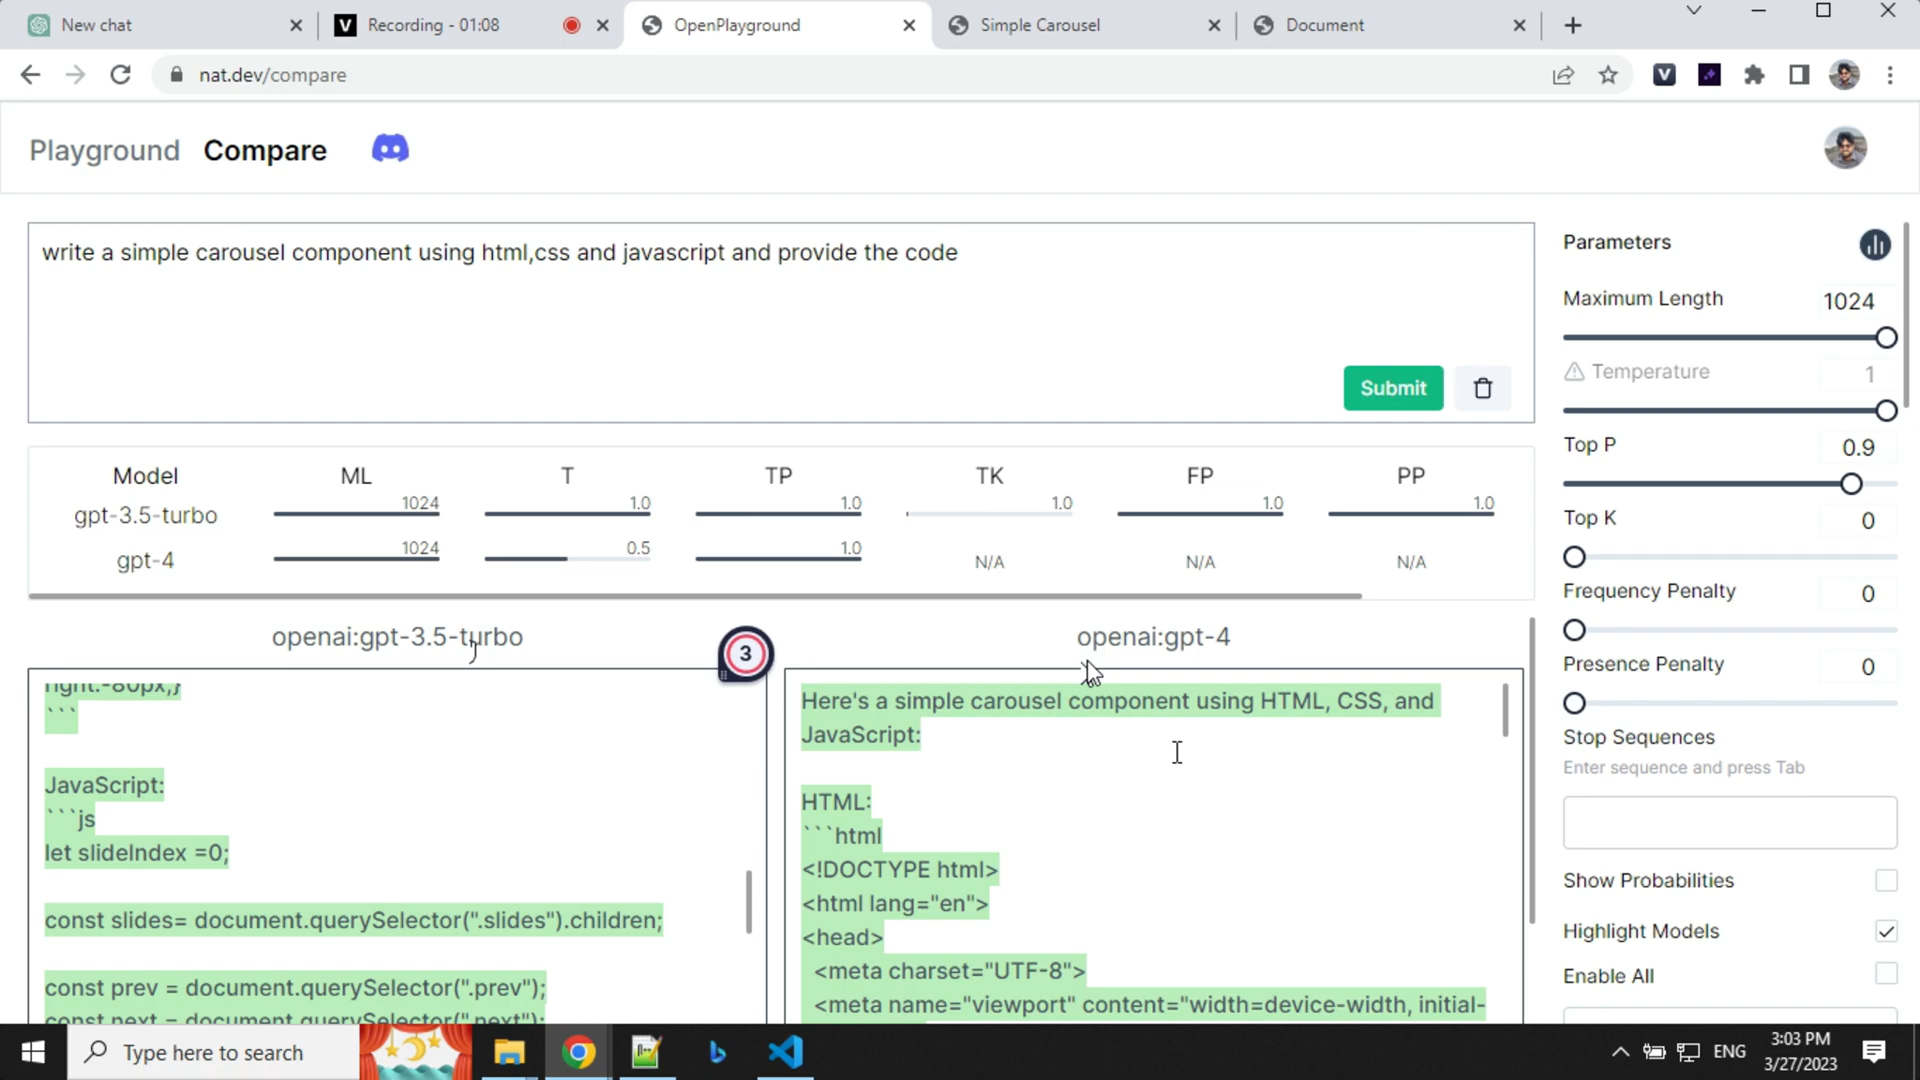 New chat
V Recording - 01:08
OpenPlayground
Simple Carousel
Document
nat.dev/compare
V
Playground Compare
write a simple carousel component using html,css and javascript and provide the code
Submit
Model ML T TP TK FP PP
gpt-3.5-turbo 1024 1.0 1.0 1.0 1.0 1.0
gpt-4 1024 0.5 1.0 N/A N/A N/A
openai:gpt-3.5-turbo
3
right:-80px;}
```
JavaScript:
```js
let slideIndex =0;
const slides= document.querySelector(".slides").children;
const prev = document.querySelector(".prev");
const next = document.querySelector(".next");
openai:gpt-4
Here's a simple carousel component using HTML, CSS, and
JavaScript:
HTML:
```html
<!DOCTYPE html>
<html lang="en">
<head>
<meta charset="UTF-8">
<meta name="viewport" content="width=device-width, initial-
Parameters
Maximum Length 1024
Temperature 1
Top P 0.9
Top K 0
Frequency Penalty 0
Presence Penalty 0
Stop Sequences
Enter sequence and press Tab
Show Probabilities
Highlight Models
Enable All
Type here to search
ENG
3:03 PM
3/27/2023